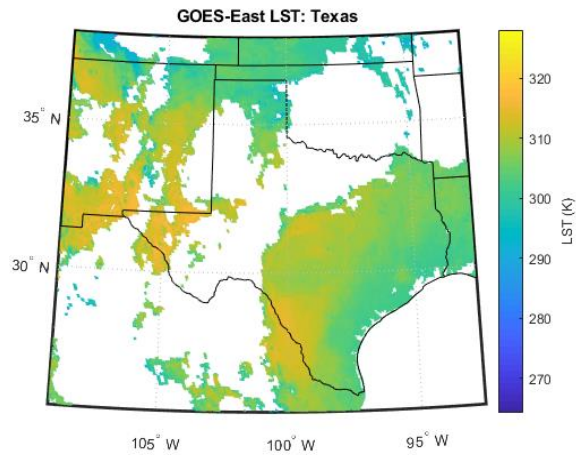 GOES-East LST: Texas
35° N
30° N
105° W
100° W
95° W
320
310
300
290
280
270
LST (K)